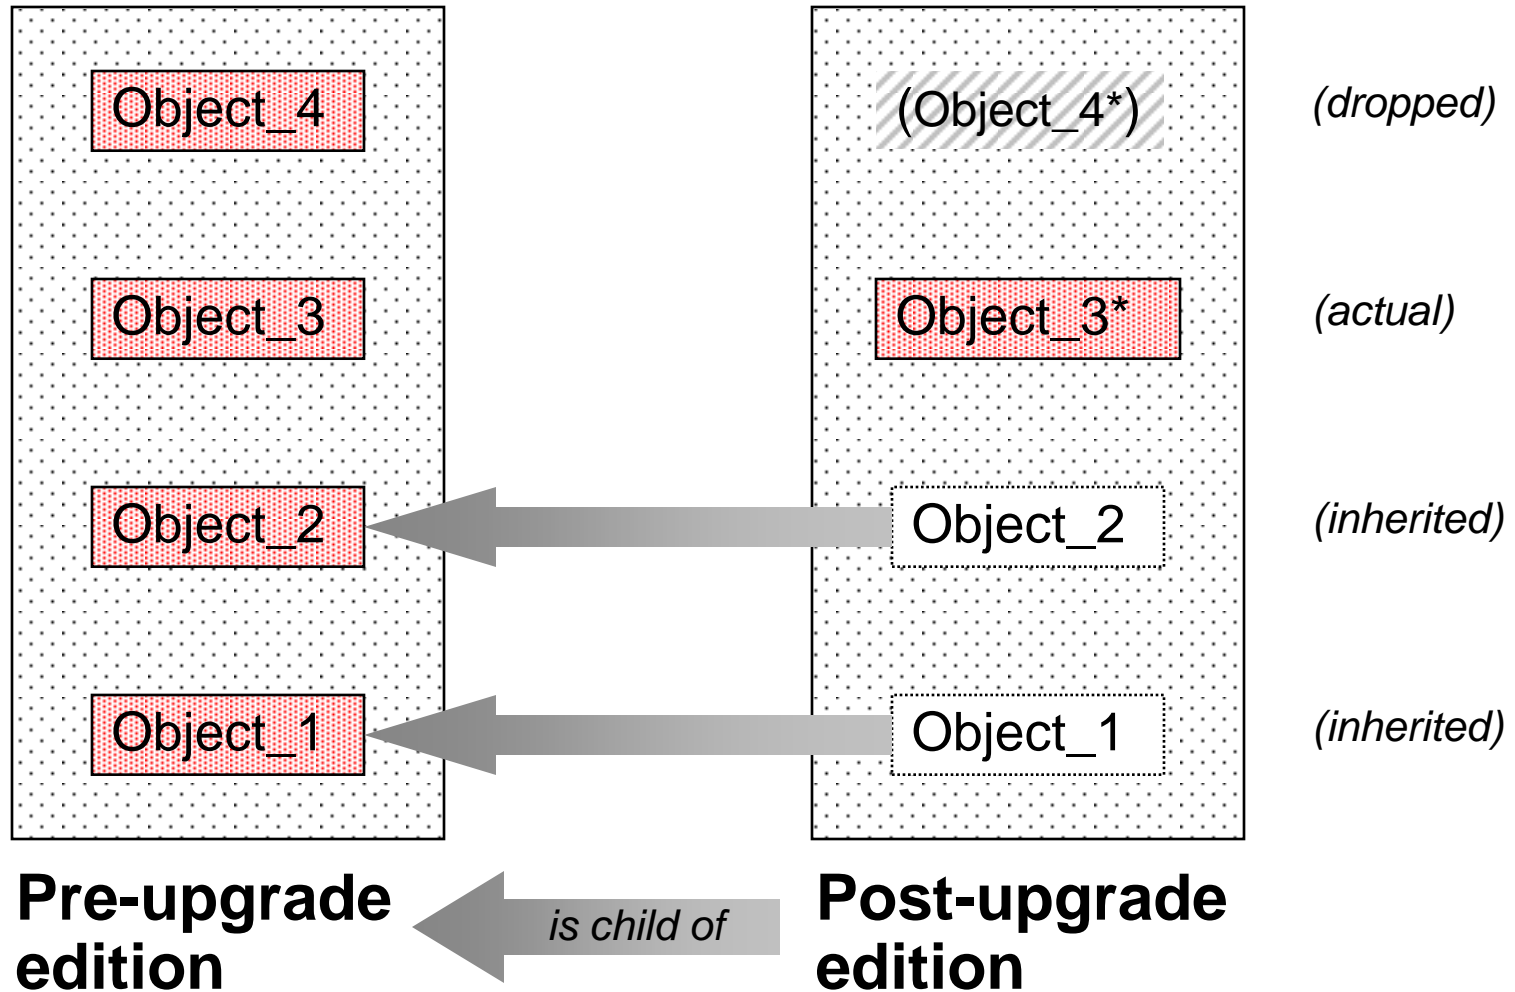 Object_4 (Object_4*) (dropped)
Object_3 Object_3* (actual)
Object_2 Object_2 (inherited)
Object_1 Object_1 (inherited)
Pre-upgrade
edition
is child of
Post-upgrade
edition